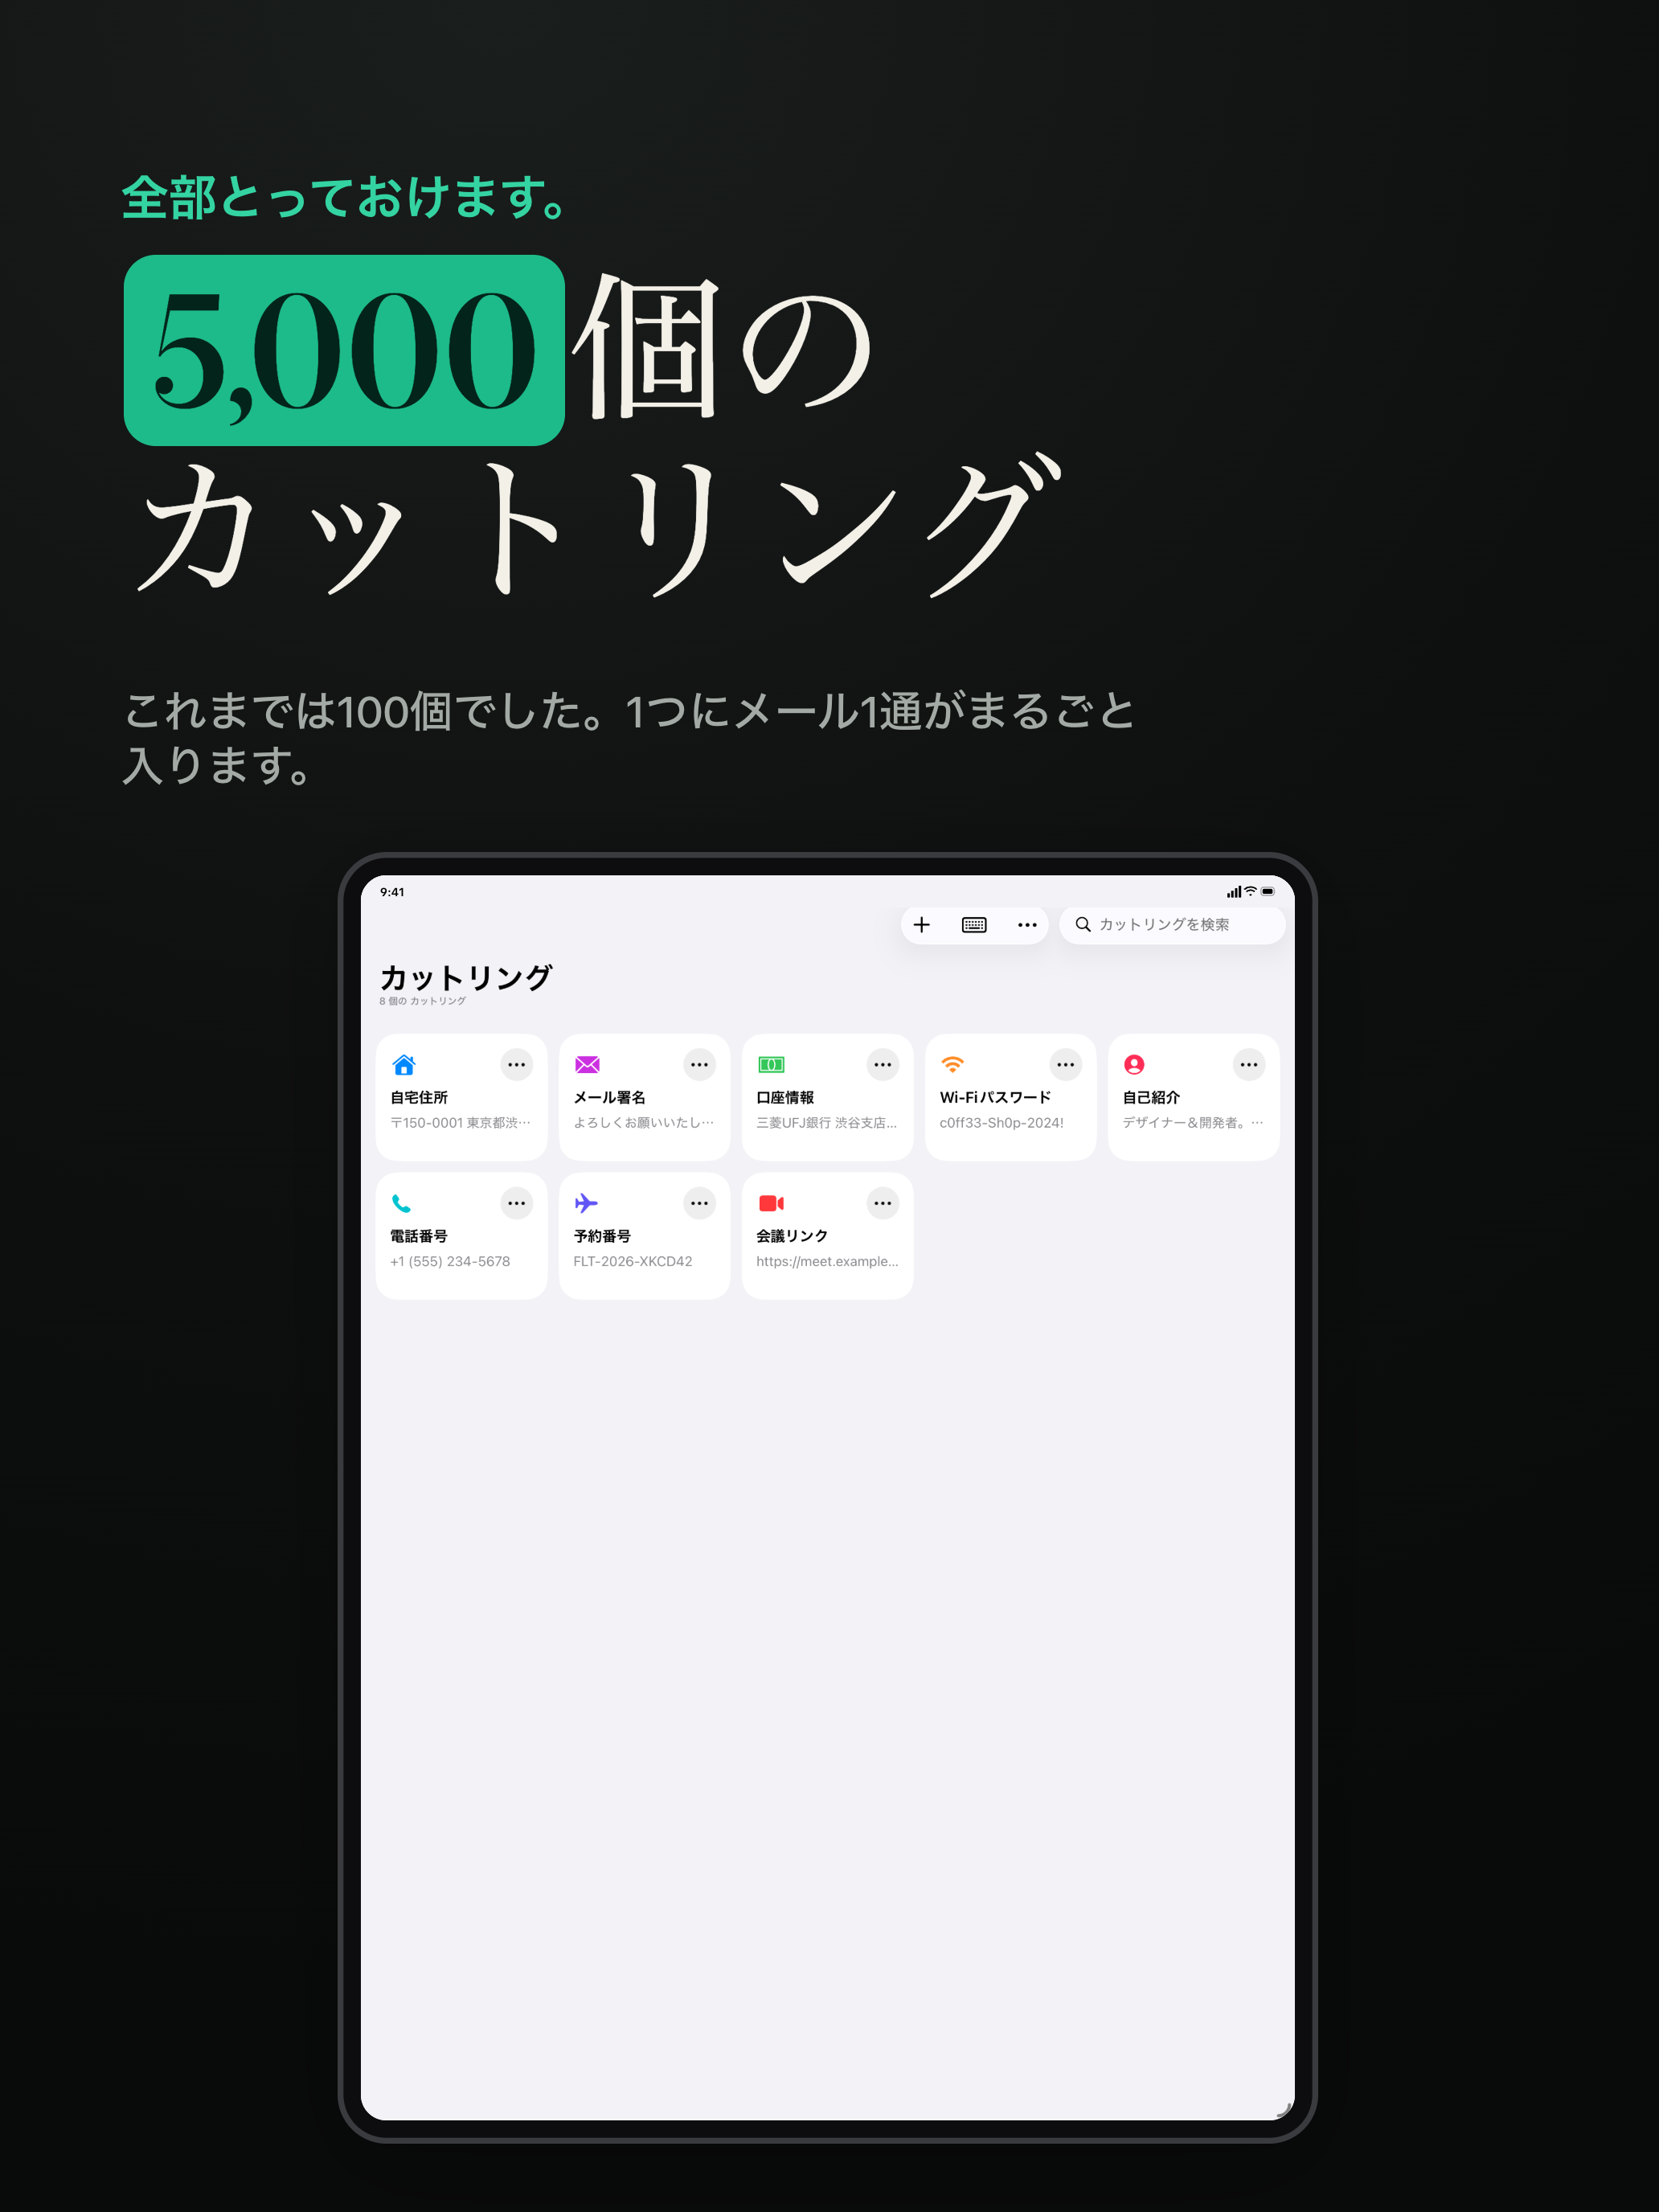 全部とっておけます。
5,000個の
カットリング
これまでは100個でした。1つにメール1通がまるごと
入ります。
9:41
カットリングを検索
カットリング
8 個の カットリング
自宅住所
〒150-0001 東京都渋…
メール署名
よろしくお願いいたし…
口座情報
三菱UFJ銀行 渋谷支店…
Wi-Fiパスワード
c0ff33-Sh0p-2024!
自己紹介
デザイナー＆開発者。…
電話番号
+1 (555) 234-5678
予約番号
FLT-2026-XKCD42
会議リンク
https://meet.example...